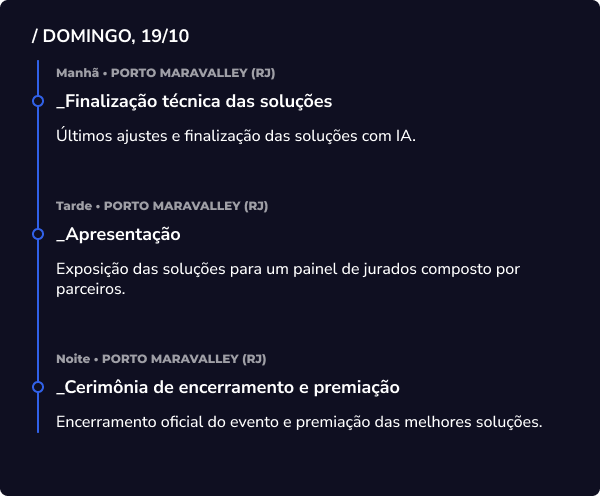 / DOMINGO, 19/10
Manhã • PORTO MARAVALLEY (RJ)
_Finalização técnica das soluções
Últimos ajustes e finalização das soluções com IA.
Tarde • PORTO MARAVALLEY (RJ)
_Apresentação
Exposição das soluções para um painel de jurados composto por
parceiros.
Noite • PORTO MARAVALLEY (RJ)
_Cerimônia de encerramento e premiação
Encerramento oficial do evento e premiação das melhores soluções.